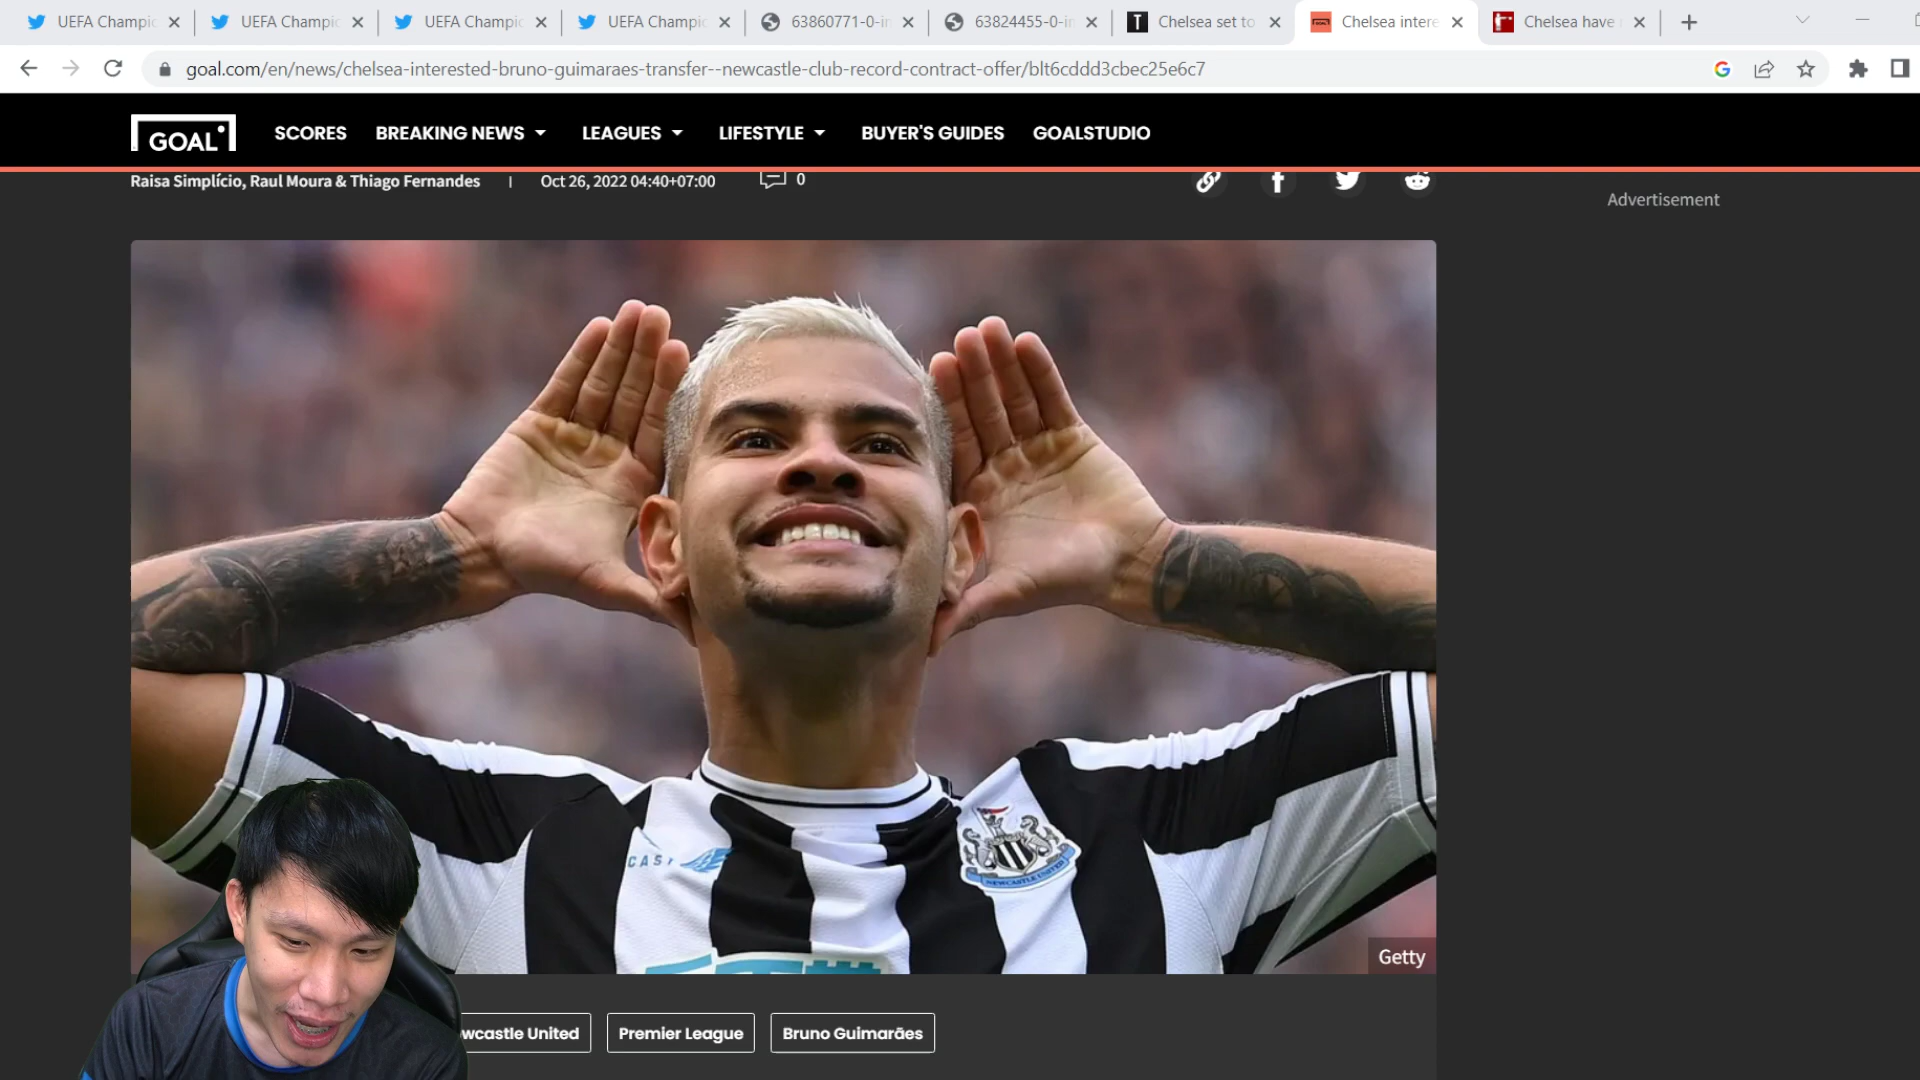 UEFA Champic
UEFA Champic
UEFA Champic
UEFA Champic
63860771-0-in
63824455-0-in
Chelsea set to
Chelsea intere
Chelsea have
goal.com/en/news/chelsea-interested-bruno-guimaraes-transfer--newcastle-club-record-contract-offer/blt6cddd3cbec25e6c7
GOAL
SCORES
BREAKING NEWS
LEAGUES
LIFESTYLE
BUYER'S GUIDES
GOALSTUDIO
Raisa Simplício, Raul Moura & Thiago Fernandes | Oct 26, 2022 04:40+07:00
0
Advertisement
CAST
NEWCASTLE UNITED
Getty
wcastle United
Premier League
Bruno Guimarães